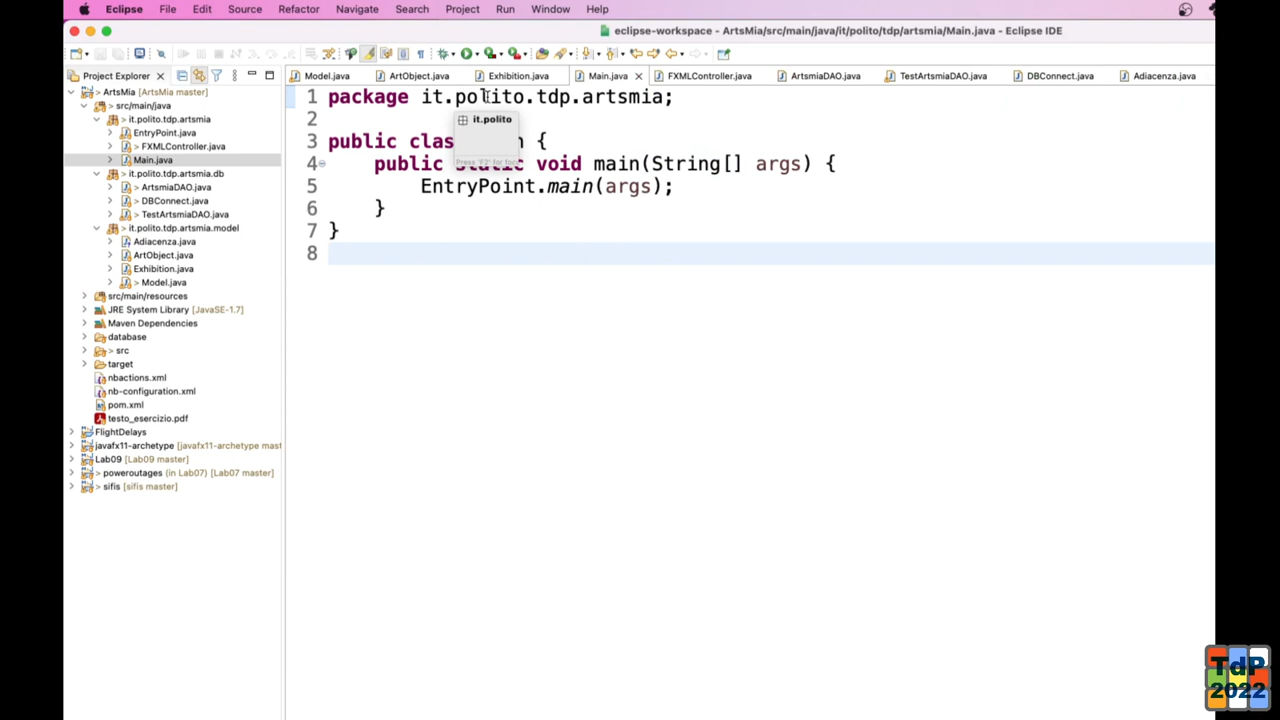 Eclipse File Edit Source Refactor Navigate Search Project Run Window Help
eclipse-workspace - ArtsMia/src/main/java/it/polito/tdp/artsmia/Main.java - Eclipse IDE
Project Explorer
Model.java ArtObject.java Exhibition.java Main.java FXMLController.java ArtsmiaDAO.java TestArtsmiaDAO.java DBConnect.java Adiacenza.java
> ArtsMia [ArtsMia master]
> src/main/java
> it.polito.tdp.artsmia
EntryPoint.java
> FXMLController.java
Main.java
> it.polito.tdp.artsmia.db
> ArtsmiaDAO.java
DBConnect.java
> TestArtsmiaDAO.java
> it.polito.tdp.artsmia.model
Adiacenza.java
ArtObject.java
Exhibition.java
> Model.java
src/main/resources
JRE System Library [JavaSE-1.7]
Maven Dependencies
database
> src
target
nbactions.xml
nb-configuration.xml
pom.xml
testo_esercizio.pdf
FlightDelays
javafx11-archetype [javafx11-archetype mast
Lab09 [Lab09 master]
> poweroutages (in Lab07) [Lab07 master]
> sifis [sifis master]
1 package it.polito.tdp.artsmia;
2
it.polito
3 public clas n {
Press 'F2' for foc
4 public static void main(String[] args) {
5 EntryPoint.main(args);
6 }
7 }
8
TdP
2022